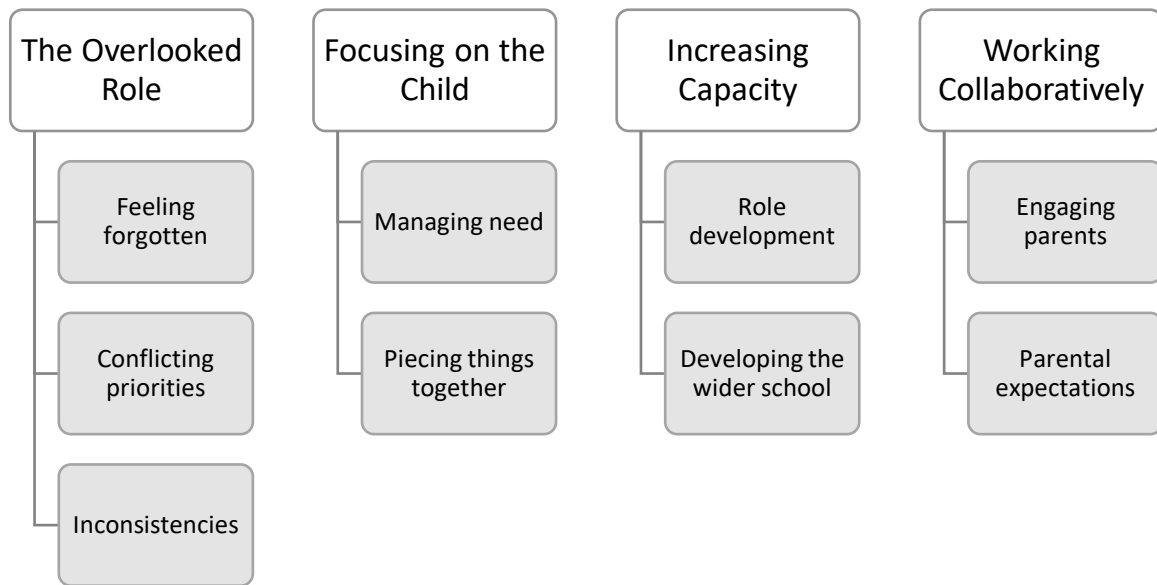 The Overlooked
Role
Feeling
forgotten
Conflicting
priorities
Inconsistencies
Focusing on the
Child
Managing need
Piecing things
together
Increasing
Capacity
Role
development
Developing the
wider school
Working
Collaboratively
Engaging
parents
Parental
expectations